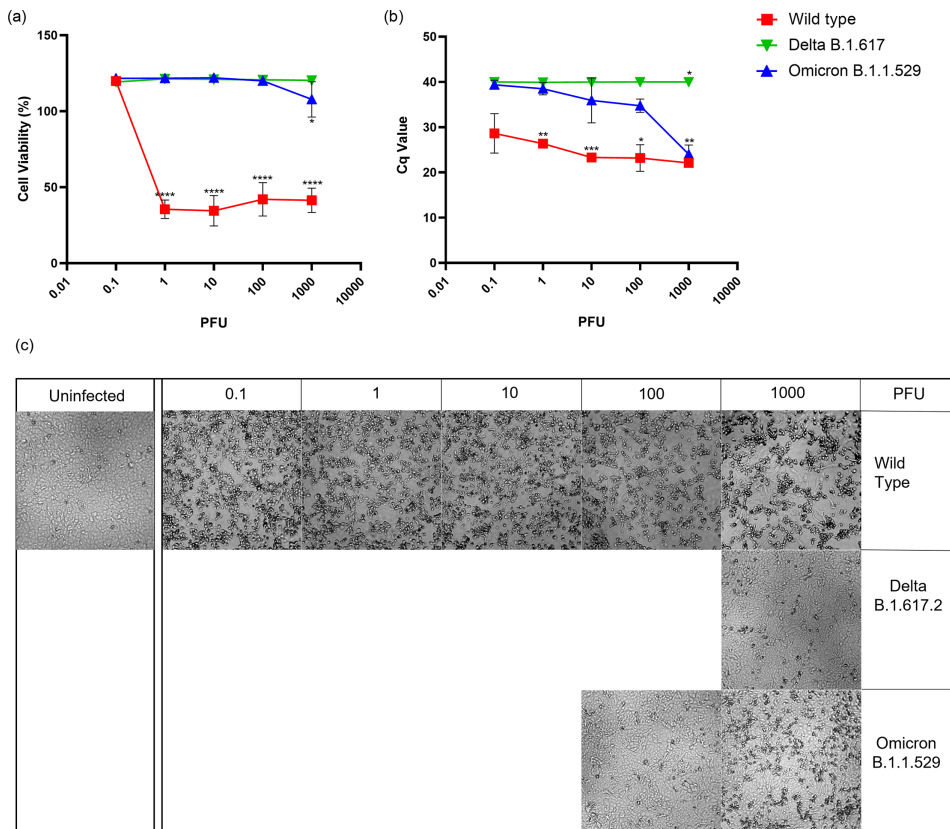 (a)
150
100
50
0
Cell Viability (%)
0.01
0.1
1
10
100
1000
10000
PFU
****
****
****
****
*
(b)
50
40
30
20
10
0
Cq Value
0.01
0.1
1
10
100
1000
10000
PFU
**
***
*
**
*
Wild type
Delta B.1.617
Omicron B.1.1.529
(c)
Uninfected 0.1 1 10 100 1000 PFU
Wild
Type
Delta
B.1.617.2
Omicron
B.1.1.529